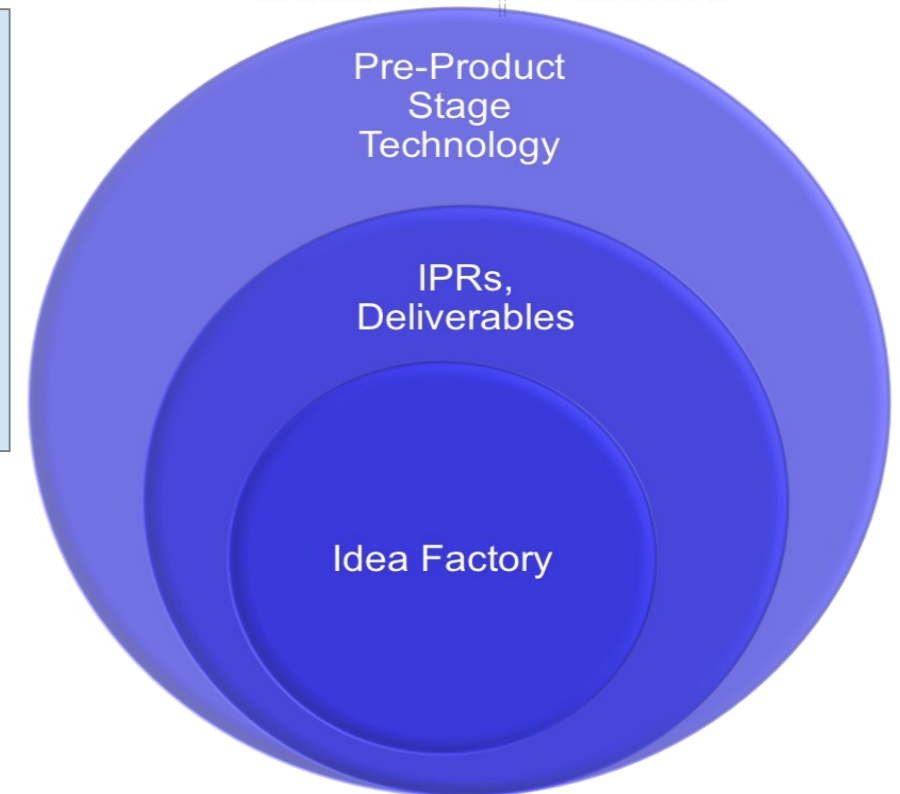 Pre-Product
Stage
Technology
IPRs,
Deliverables
Idea Factory